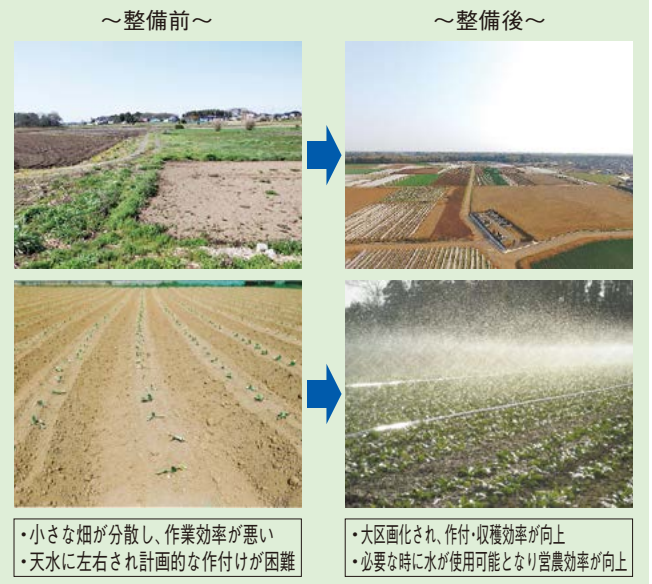 ～整備前～
～整備後～
・小さな畑が分散し、作業効率が悪い
・天水に左右され計画的な作付けが困難
・大区画化され、作付・収穫効率が向上
・必要な時に水が使用可能となり営農効率が向上